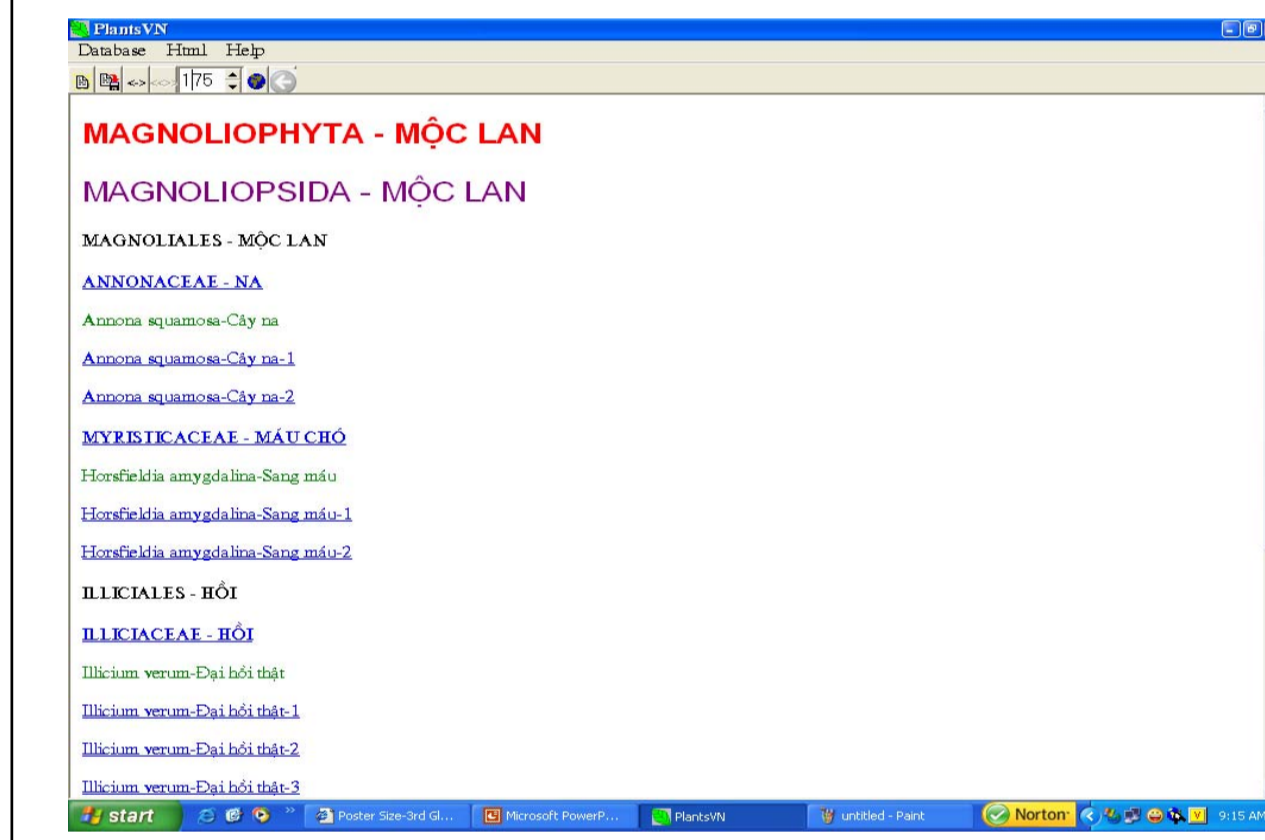 PlantsVN
Database Html Help
175
MAGNOLIOPHYTA - MỘC LAN
MAGNOLIOPSIDA - MỘC LAN
MAGNOLIALES - MỘC LAN
ANNONACEAE - NA
Annona squamosa-Cây na
Annona squamosa-Cây na-1
Annona squamosa-Cây na-2
MYRISTICACEAE - MÁU CHÓ
Horsfieldia amygdalina-Sang máu
Horsfieldia amygdalina-Sang máu-1
Horsfieldia amygdalina-Sang máu-2
ILLICIALES - HỒI
ILLICIACEAE - HỒI
Illicium verum-Đại hồi thật
Illicium verum-Đại hồi thật-1
Illicium verum-Đại hồi thật-2
Illicium verum-Đại hồi thật-3
start » Poster Size-3rd Gl... Microsoft PowerP... PlantsVN untitled - Paint Norton V 9:15 AM